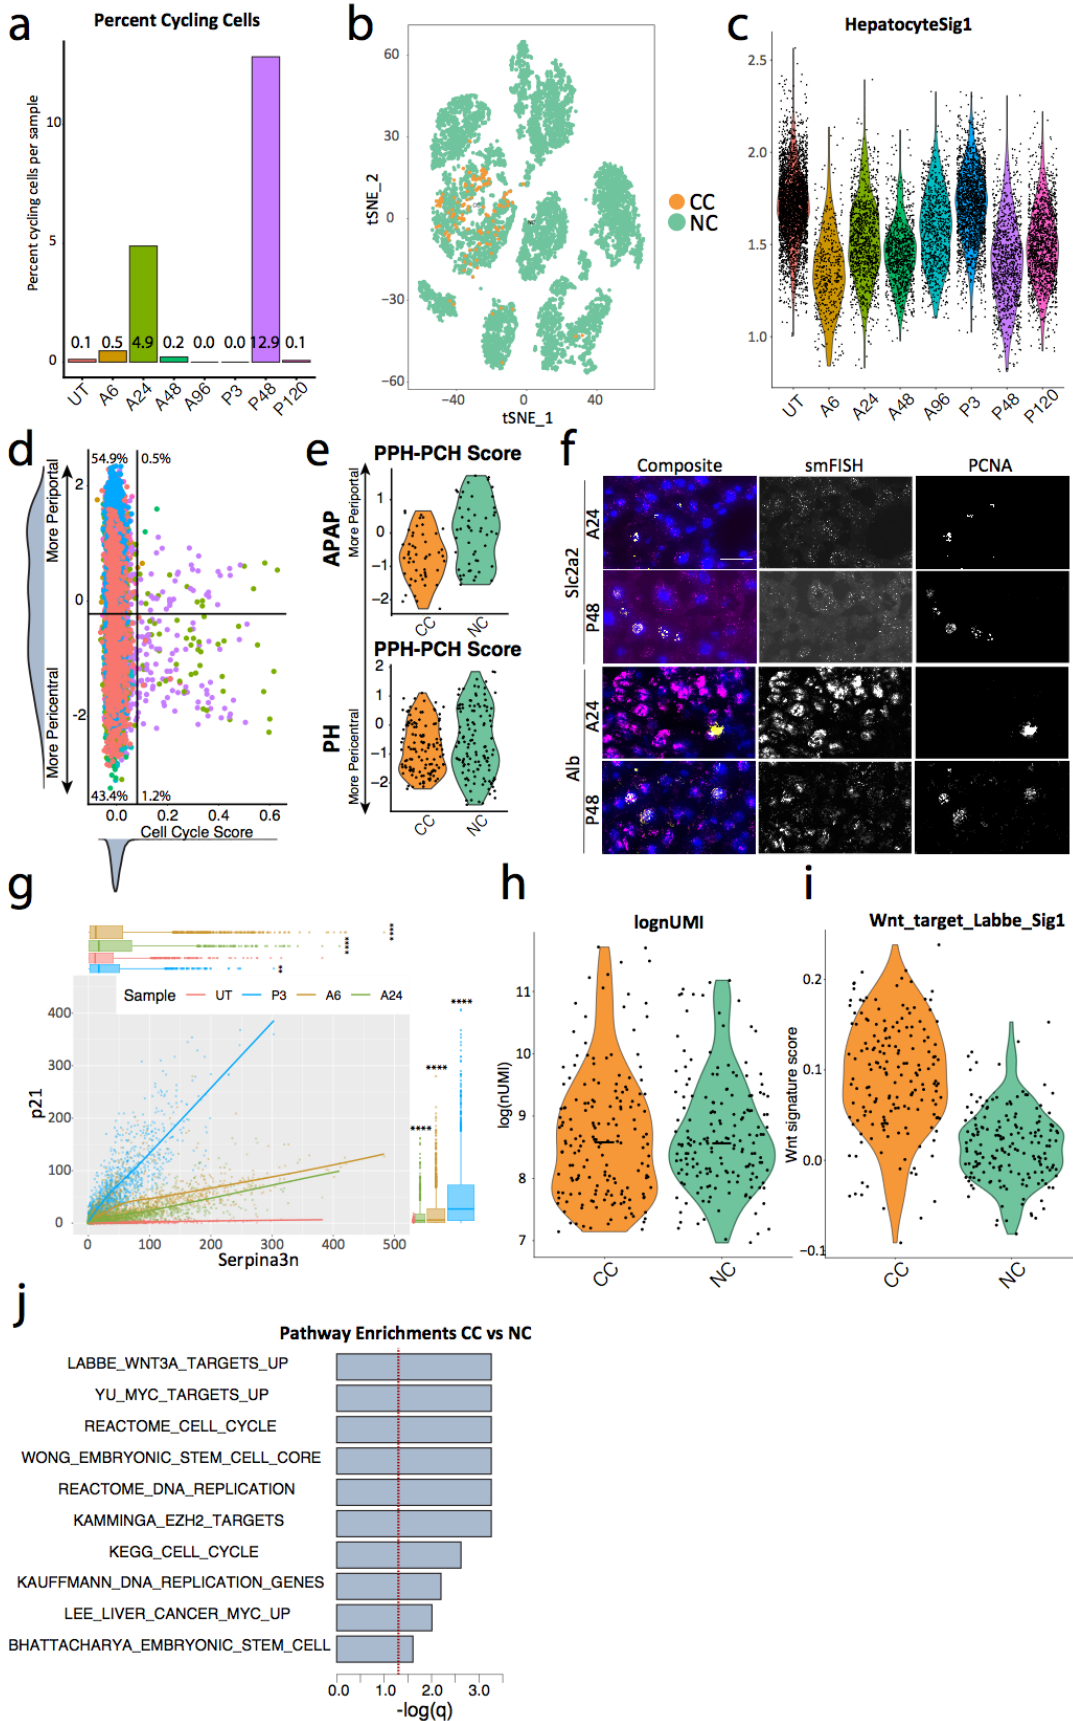 a
Percent Cycling Cells
Percent cycling cells per sample
10
5
0
0.1
0.5
4.9
0.2
0.0
0.0
12.9
0.1
UT
A6
A24
A48
A96
P3
P48
P120
b
60
30
0
−30
−60
tSNE_2
−40
0
40
tSNE_1
CC
NC
c
HepatocyteSig1
2.5
2.0
1.5
1.0
UT
A6
A24
A48
A96
P3
P48
P120
d
More Periportal
More Pericentral
54.9%
0.5%
2
0
-2
43.4%
1.2%
0.0
0.2
0.4
0.6
Cell Cycle Score
e
PPH-PCH Score
APAP
More Periportal
1
0
−1
−2
CC
NC
PPH-PCH Score
PH
More Pericentral
2
1
0
−1
−2
CC
NC
f
Composite
smFISH
PCNA
Slc2a2
A24
P48
Alb
A24
P48
g
****
****
**
Sample
UT
P3
A6
A24
400
300
200
100
0
p21
0
100
200
300
400
500
Serpina3n
****
****
****
h
lognUMI
log(nUMI)
11
10
9
8
7
CC
NC
i
Wnt_target_Labbe_Sig1
Wnt signature score
0.2
0.1
0.0
−0.1
CC
NC
j
Pathway Enrichments CC vs NC
LABBE_WNT3A_TARGETS_UP
YU_MYC_TARGETS_UP
REACTOME_CELL_CYCLE
WONG_EMBRYONIC_STEM_CELL_CORE
REACTOME_DNA_REPLICATION
KAMMINGA_EZH2_TARGETS
KEGG_CELL_CYCLE
KAUFFMANN_DNA_REPLICATION_GENES
LEE_LIVER_CANCER_MYC_UP
BHATTACHARYA_EMBRYONIC_STEM_CELL
0.0
1.0
2.0
3.0
-log(q)